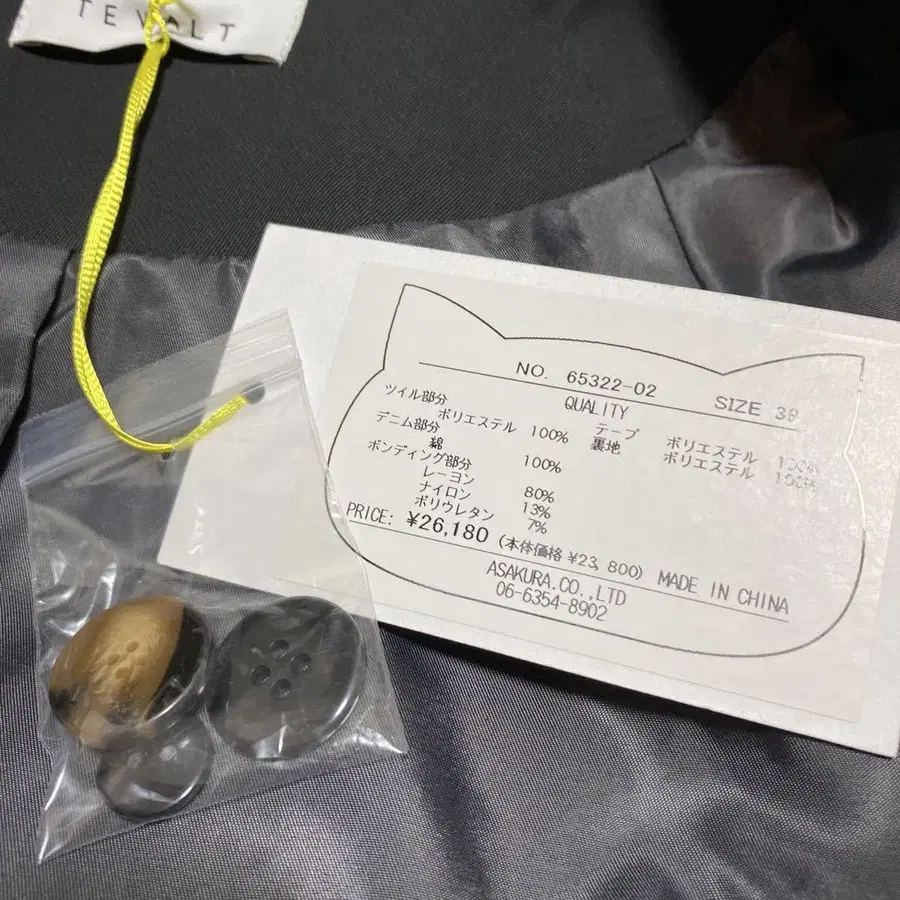 TEVALT
NO. 65322-02 SIZE 38
QUALITY
ツイル部分
ポリエステル 100%
デニム部分
綿 100%
ボンディング部分
レーヨン 80%
ナイロン 13%
ポリウレタン 7%
テープ ポリエステル 100%
裏地 ポリエステル 100%
PRICE: ¥26,180 (本体価格 ¥23,800) MADE IN CHINA
ASAKURA.CO.,LTD
06-6354-8902